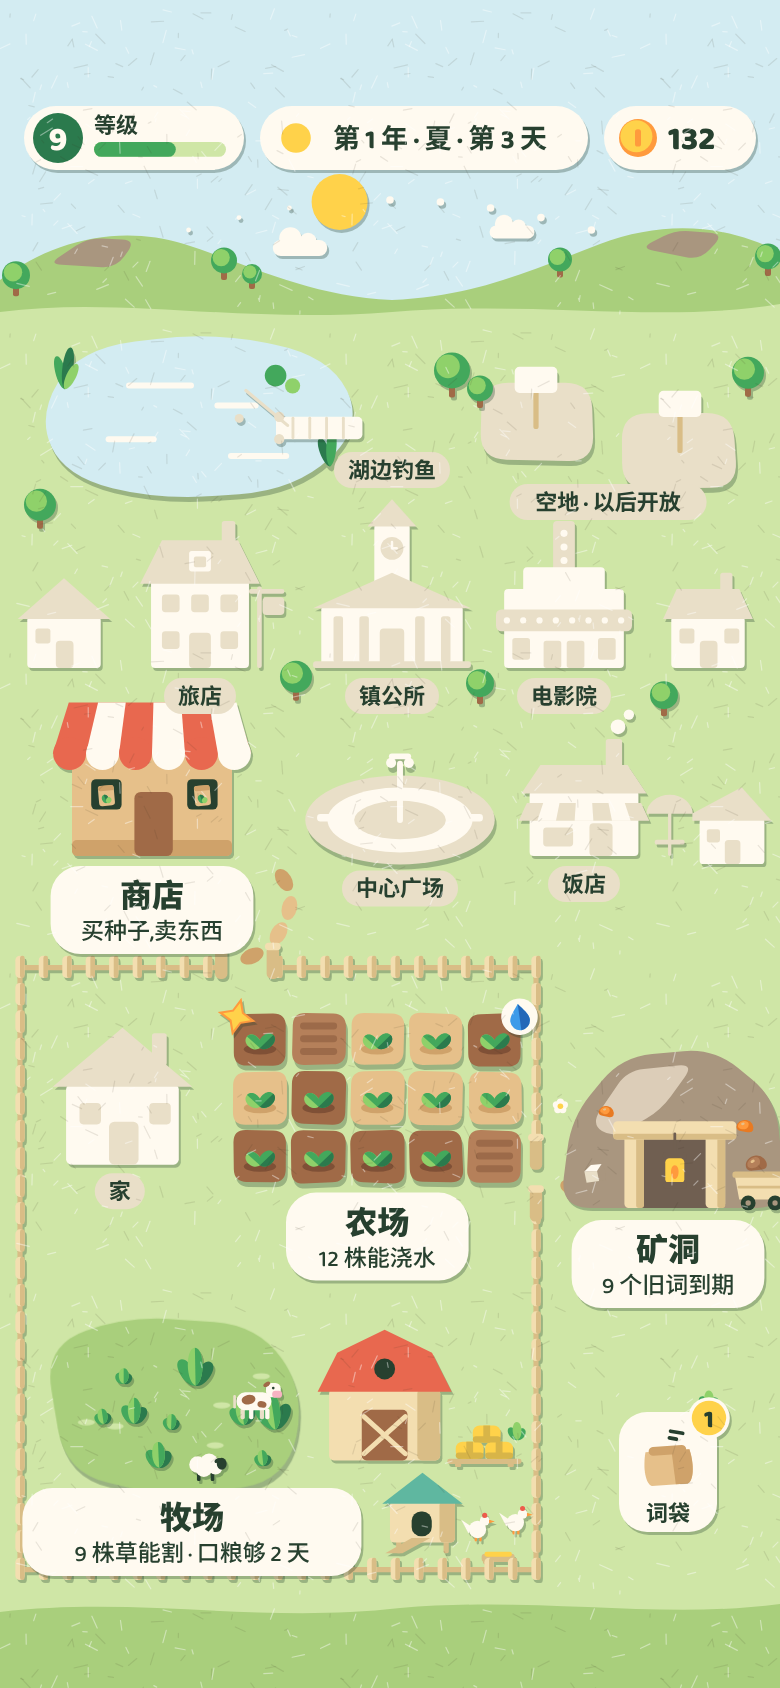 9
等级
第1年·夏·第3天
132
湖边钓鱼
空地·以后开放
旅店
镇公所
电影院
商店
买种子,卖东西
中心广场
饭店
家
农场
12 株能浇水
矿洞
9 个旧词到期
1
词袋
牧场
9 株草能割·口粮够 2 天